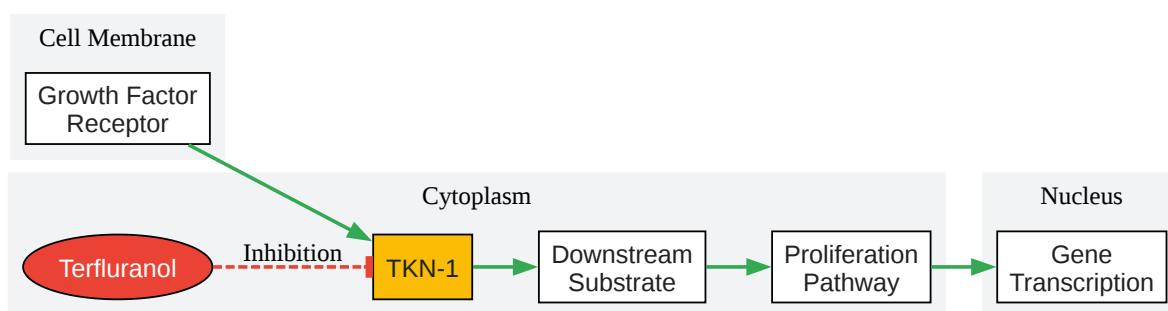 Cell Membrane
Growth Factor
Receptor
Cytoplasm
Nucleus
Terfluranol
Inhibition
TKN-1
Downstream
Substrate
Proliferation
Pathway
Gene
Transcription